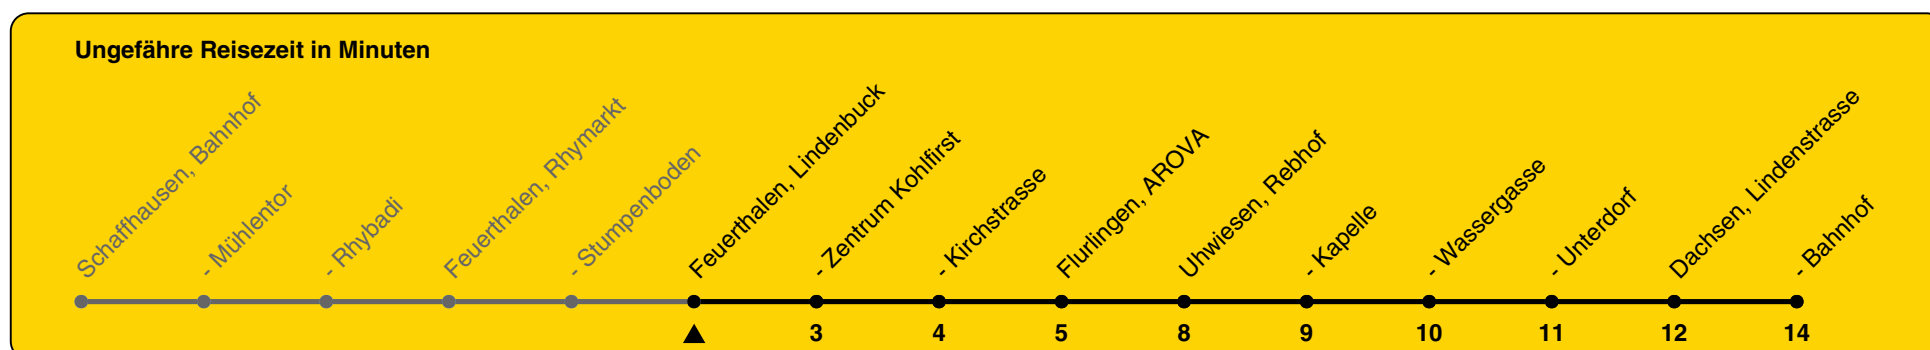 Ungefähre Reisezeit in Minuten
Schaffhausen, Bahnhof
- Mühlentor
- Rhybadi
Feuerthalen, Rhymarkt
- Stumpenboden
Feuerthalen, Lindenbuck
- Zentrum Kohlfirst
- Kirchstrasse
Flurlingen, AROVA
Uhwiesen, Rebhof
- Kapelle
- Wassergasse
- Unterdorf
Dachsen, Lindenstrasse
- Bahnhof
3 4 5 8 9 10 11 12 14